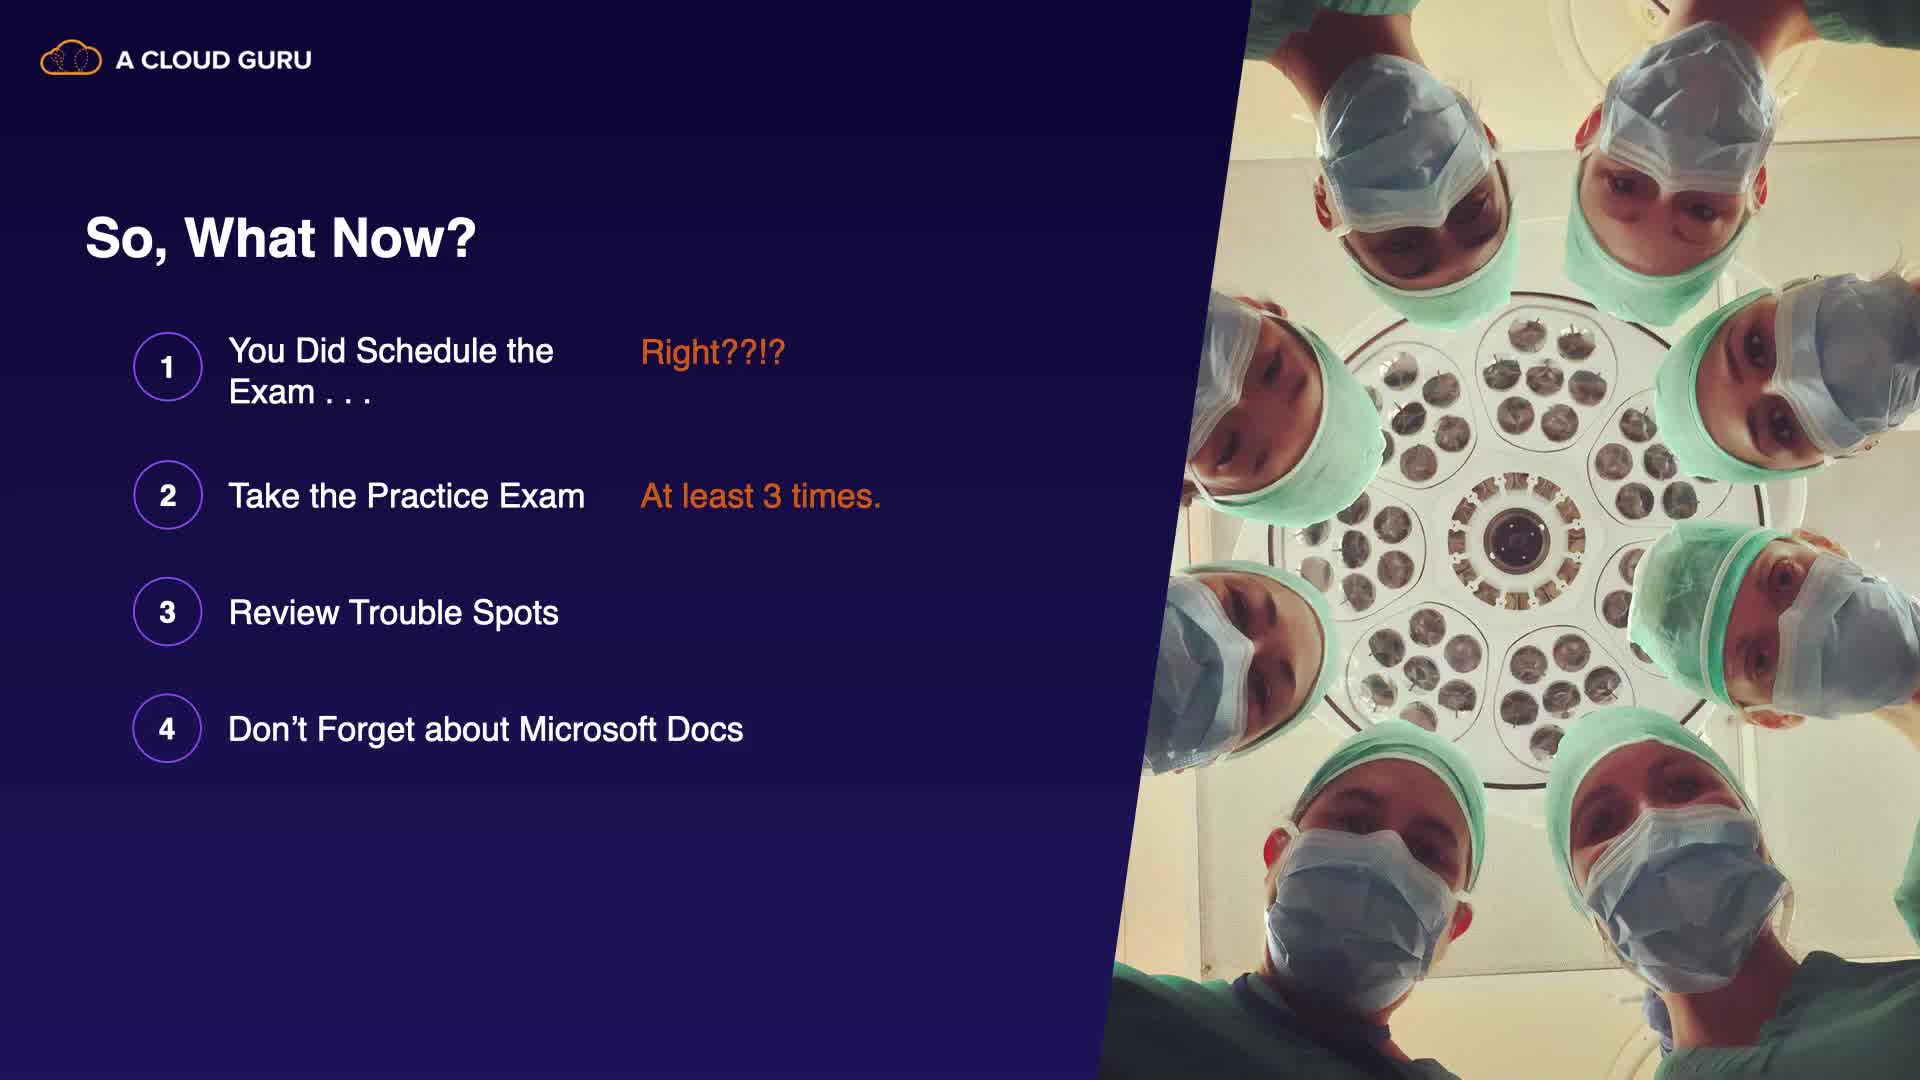 A CLOUD GURU
So, What Now?
1
You Did Schedule the
Exam . . .
Right??!?
2
Take the Practice Exam
At least 3 times.
3
Review Trouble Spots
4
Don’t Forget about Microsoft Docs